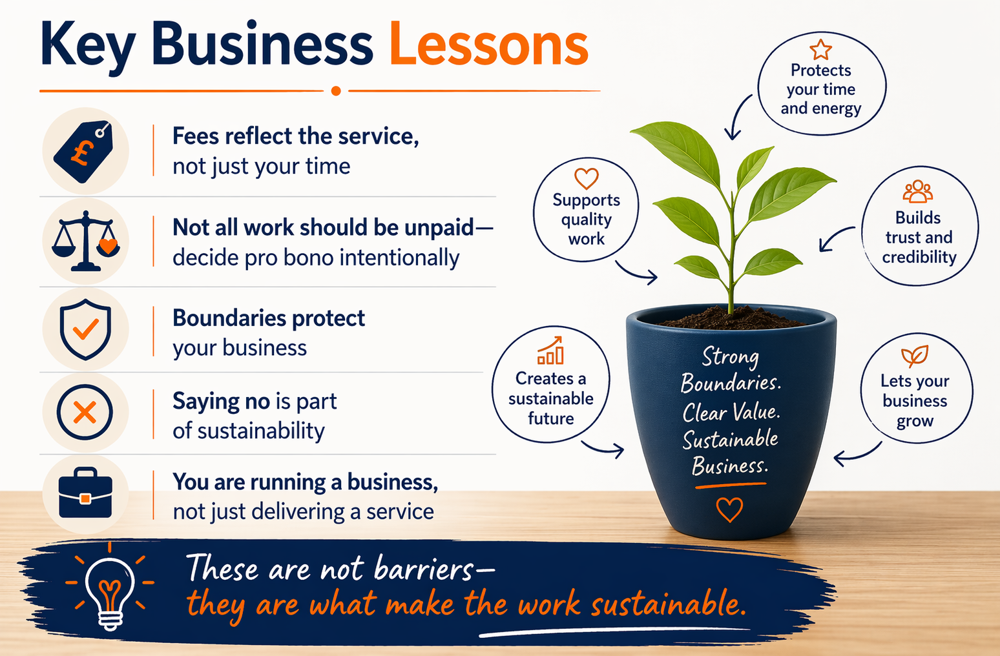 Key Business Lessons
£
Fees reflect the service,
not just your time
Not all work should be unpaid—
decide pro bono intentionally
Boundaries protect
your business
Saying no is part
of sustainability
You are running a business,
not just delivering a service
Protects
your time
and energy
Supports
quality
work
Builds
trust and
credibility
Creates a
sustainable
future
Lets your
business
grow
Strong
Boundaries.
Clear Value.
Sustainable
Business.
These are not barriers—
they are what make the work sustainable.